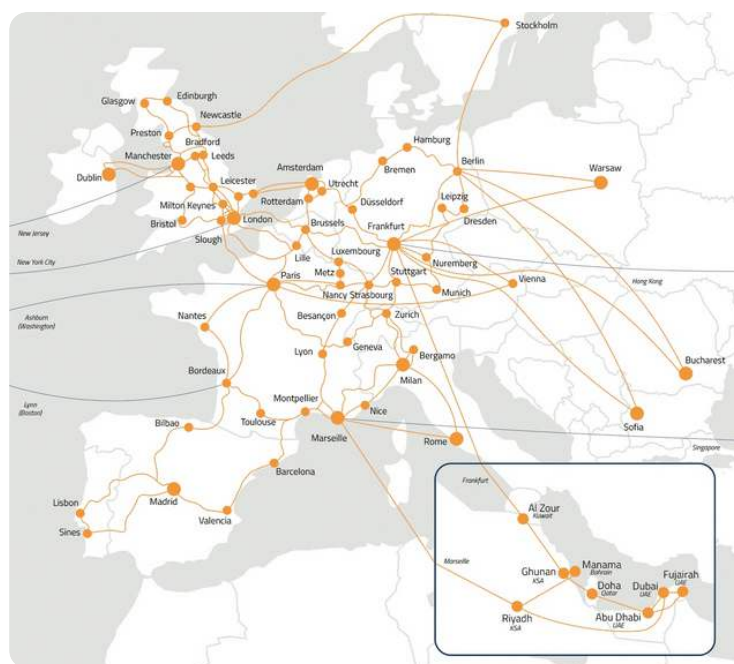 Stockholm
Glasgow
Edinburgh
Newcastle
Preston
Bradford
Manchester
Leeds
Dublin
Leicester
Milton Keynes
Bristol
London
Slough
Hamburg
Bremen
Berlin
Warsaw
Amsterdam
Utrecht
Rotterdam
Düsseldorf
Leipzig
Dresden
Brussels
Frankfurt
Lille
Luxembourg
Nuremberg
Metz
Stuttgart
Paris
Nancy
Strasbourg
Munich
Vienna
New Jersey
New York City
Ashburn
(Washington)
Lynn
(Boston)
Hong Kong
Nantes
Besançon
Zurich
Lyon
Geneva
Bergamo
Milan
Bucharest
Bordeaux
Montpellier
Nice
Sofia
Bilbao
Toulouse
Marseille
Rome
Singapore
Barcelona
Lisbon
Madrid
Valencia
Sines
Frankfurt
Al Zour
Kuwait
Marseille
Ghunan
KSA
Manama
Bahrain
Doha
Qatar
Dubai
UAE
Fujairah
UAE
Riyadh
KSA
Abu Dhabi
UAE